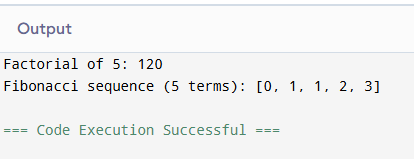 Output
Factorial of 5: 120
Fibonacci sequence (5 terms): [0, 1, 1, 2, 3]
=== Code Execution Successful ===